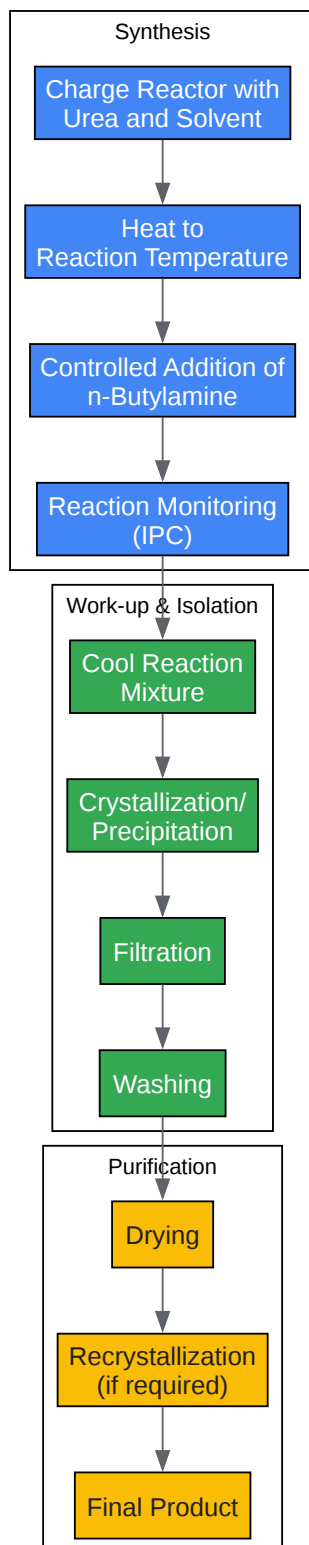 Synthesis
Charge Reactor with
Urea and Solvent
Heat to
Reaction Temperature
Controlled Addition of
n-Butylamine
Reaction Monitoring
(IPC)
Work-up & Isolation
Cool Reaction
Mixture
Crystallization/
Precipitation
Filtration
Washing
Purification
Drying
Recrystallization
(if required)
Final Product